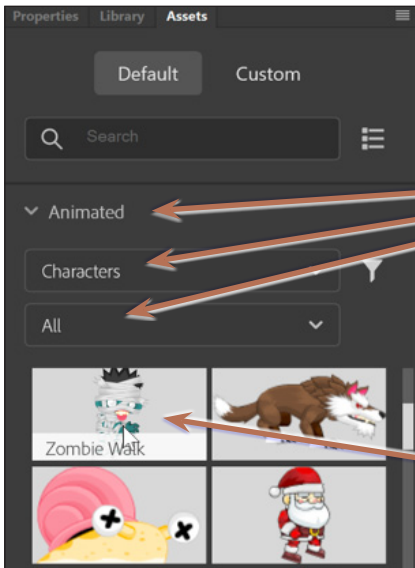 Properties Library Assets
Default Custom
Search
Animated
Characters
All
Zombie Walk